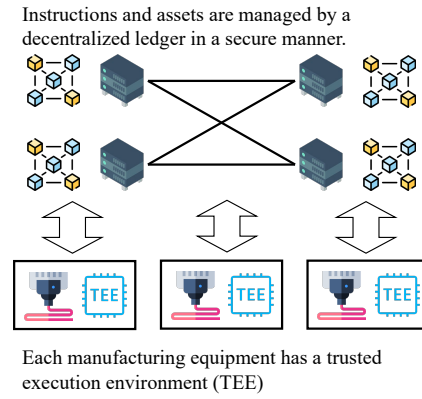 Instructions and assets are managed by a
decentralized ledger in a secure manner.
TEE
TEE
TEE
Each manufacturing equipment has a trusted
execution environment (TEE)